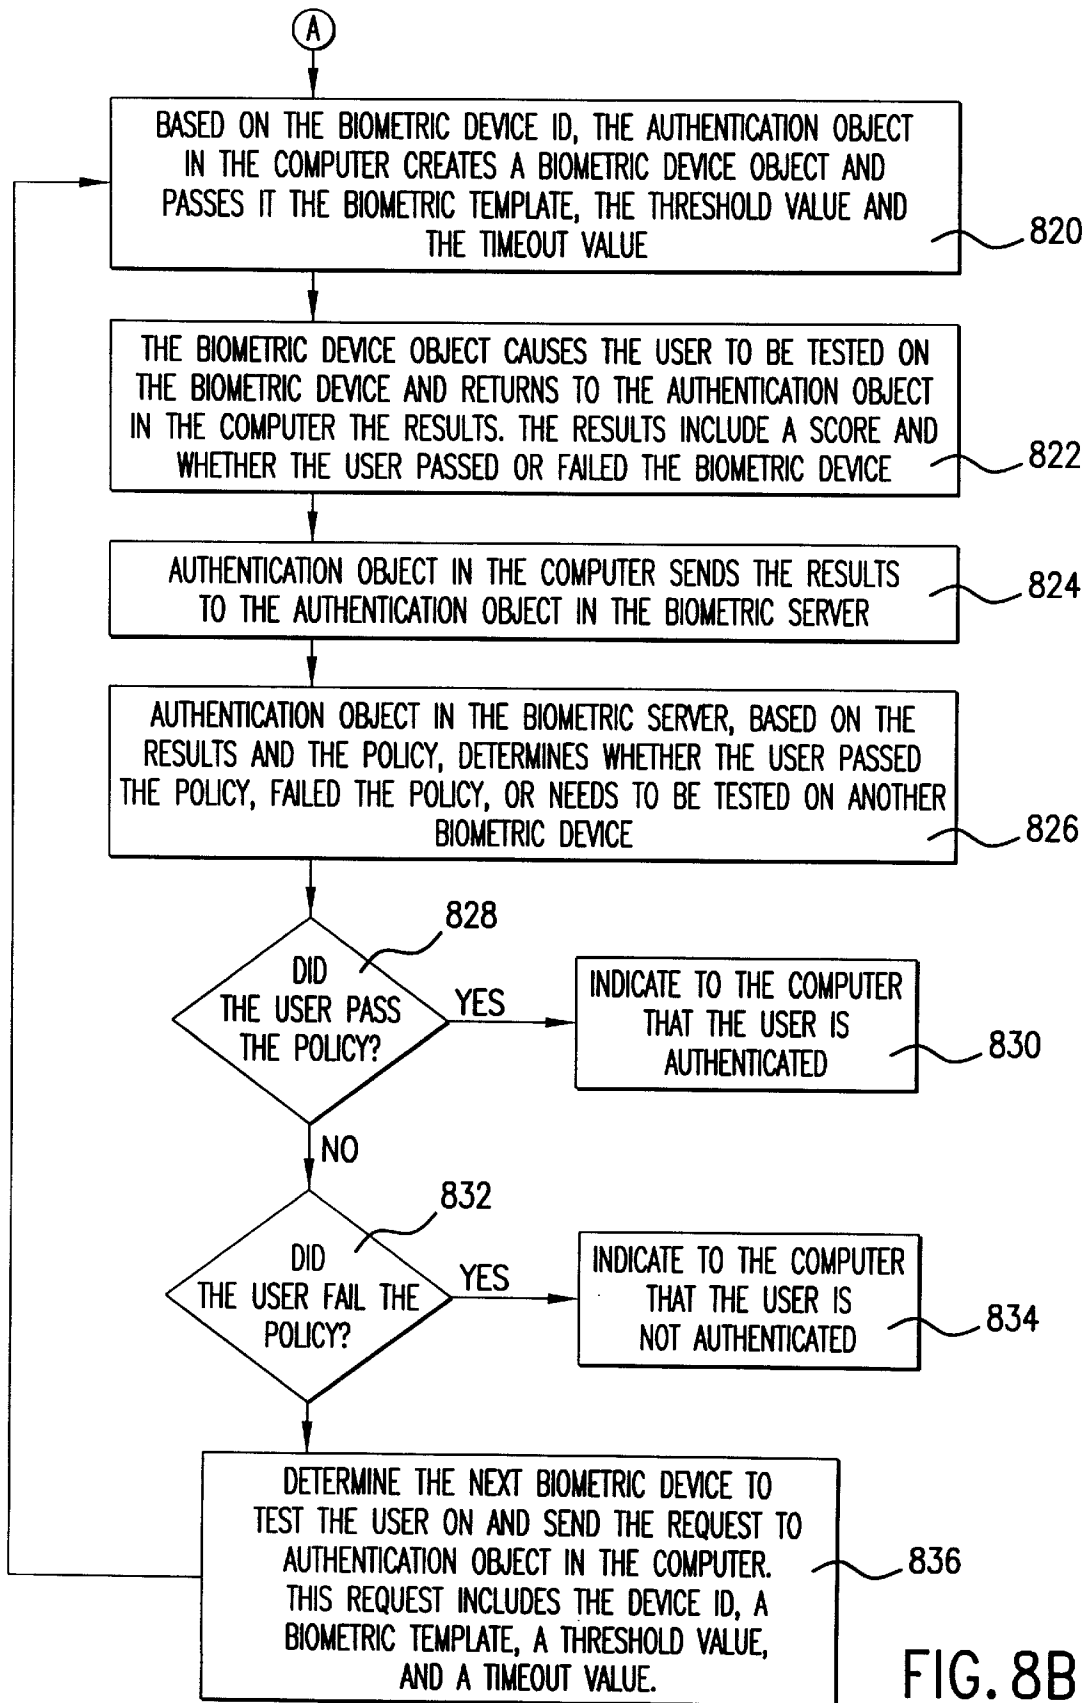 A
BASED ON THE BIOMETRIC DEVICE ID, THE AUTHENTICATION OBJECT
IN THE COMPUTER CREATES A BIOMETRIC DEVICE OBJECT AND
PASSES IT THE BIOMETRIC TEMPLATE, THE THRESHOLD VALUE AND
THE TIMEOUT VALUE
820
THE BIOMETRIC DEVICE OBJECT CAUSES THE USER TO BE TESTED ON
THE BIOMETRIC DEVICE AND RETURNS TO THE AUTHENTICATION OBJECT
IN THE COMPUTER THE RESULTS. THE RESULTS INCLUDE A SCORE AND
WHETHER THE USER PASSED OR FAILED THE BIOMETRIC DEVICE
822
AUTHENTICATION OBJECT IN THE COMPUTER SENDS THE RESULTS
TO THE AUTHENTICATION OBJECT IN THE BIOMETRIC SERVER
824
AUTHENTICATION OBJECT IN THE BIOMETRIC SERVER, BASED ON THE
RESULTS AND THE POLICY, DETERMINES WHETHER THE USER PASSED
THE POLICY, FAILED THE POLICY, OR NEEDS TO BE TESTED ON ANOTHER
BIOMETRIC DEVICE
826
828
DID
THE USER PASS
THE POLICY?
YES
INDICATE TO THE COMPUTER
THAT THE USER IS
AUTHENTICATED
830
NO
832
DID
THE USER FAIL THE
POLICY?
YES
INDICATE TO THE COMPUTER
THAT THE USER IS
NOT AUTHENTICATED
834
DETERMINE THE NEXT BIOMETRIC DEVICE TO
TEST THE USER ON AND SEND THE REQUEST TO
AUTHENTICATION OBJECT IN THE COMPUTER.
THIS REQUEST INCLUDES THE DEVICE ID, A
BIOMETRIC TEMPLATE, A THRESHOLD VALUE,
AND A TIMEOUT VALUE.
836
FIG. 8B